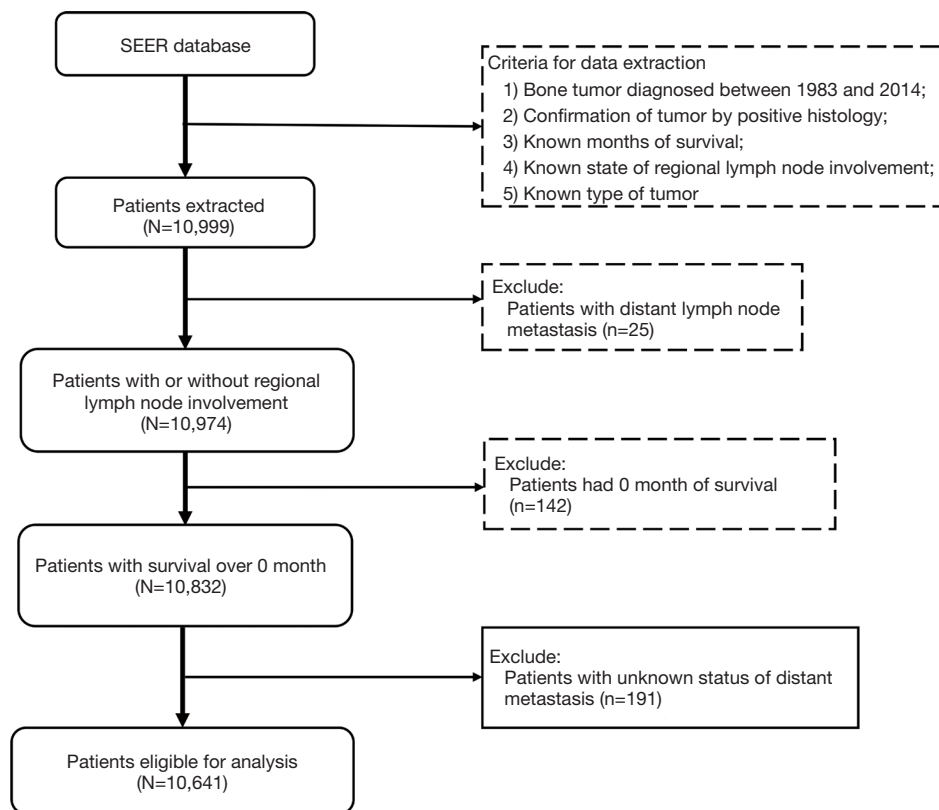 SEER database
Criteria for data extraction
1) Bone tumor diagnosed between 1983 and 2014;
2) Confirmation of tumor by positive histology;
3) Known months of survival;
4) Known state of regional lymph node involvement;
5) Known type of tumor
Patients extracted
(N=10,999)
Exclude:
Patients with distant lymph node
metastasis (n=25)
Patients with or without regional
lymph node involvement
(N=10,974)
Exclude:
Patients had 0 month of survival
(n=142)
Patients with survival over 0 month
(N=10,832)
Exclude:
Patients with unknown status of distant
metastasis (n=191)
Patients eligible for analysis
(N=10,641)